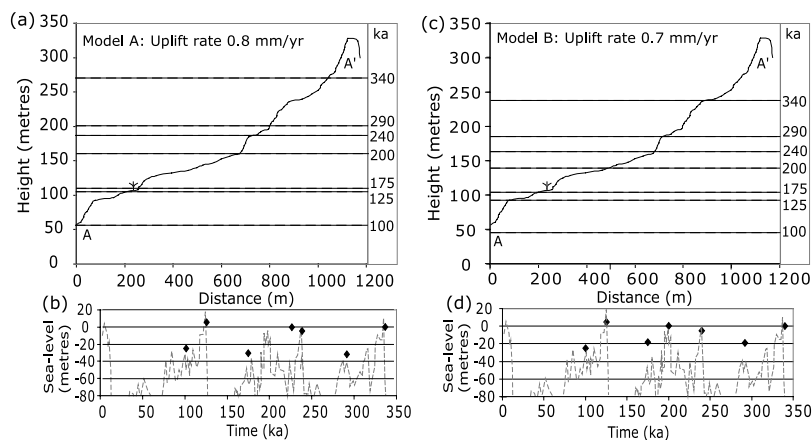 (a)
Model A: Uplift rate 0.8 mm/yr
ka
350
300
250
200
150
100
50
0
Height (metres)
A'
A
340
290
240
200
175
125
100
0 200 400 600 800 1000 1200
Distance (m)
(b)
20
0
-20
-40
-60
-80
Sea-level
(metres)
0 50 100 150 200 250 300 350
Time (ka)
(c)
Model B: Uplift rate 0.7 mm/yr
ka
350
300
250
200
150
100
50
0
Height (metres)
A'
A
340
290
240
200
175
125
100
0 200 400 600 800 1000 1200
Distance (m)
(d)
20
0
-20
-40
-60
-80
Sea-level
(metres)
0 50 100 150 200 250 300 350
Time (ka)